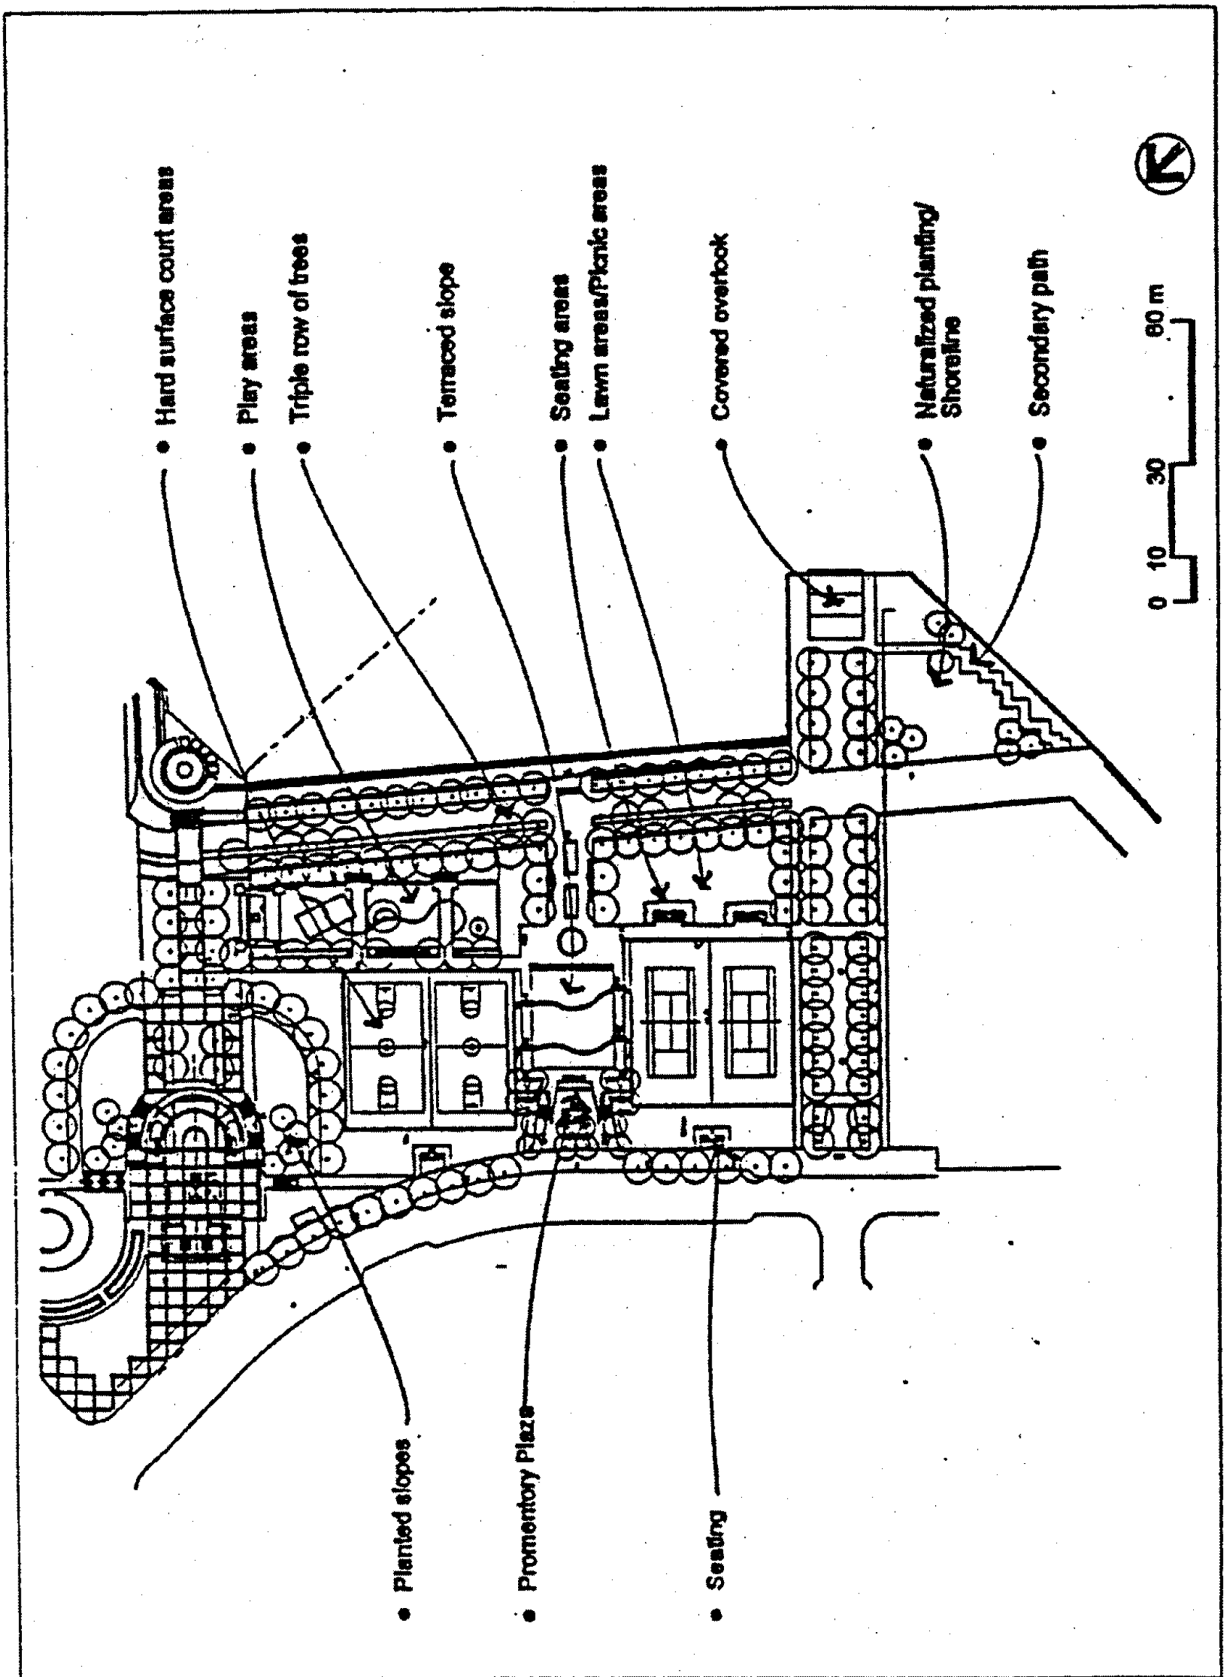 • Hard surface court areas
• Play areas
• Triple row of trees
• Terraced slope
• Seating areas
• Lawn areas/Picnic areas
• Covered overlook
• Naturalized planting/
Shoreline
• Secondary path
• Planted slopes
• Promentory Plaza
• Seating
0 10 30 60 m